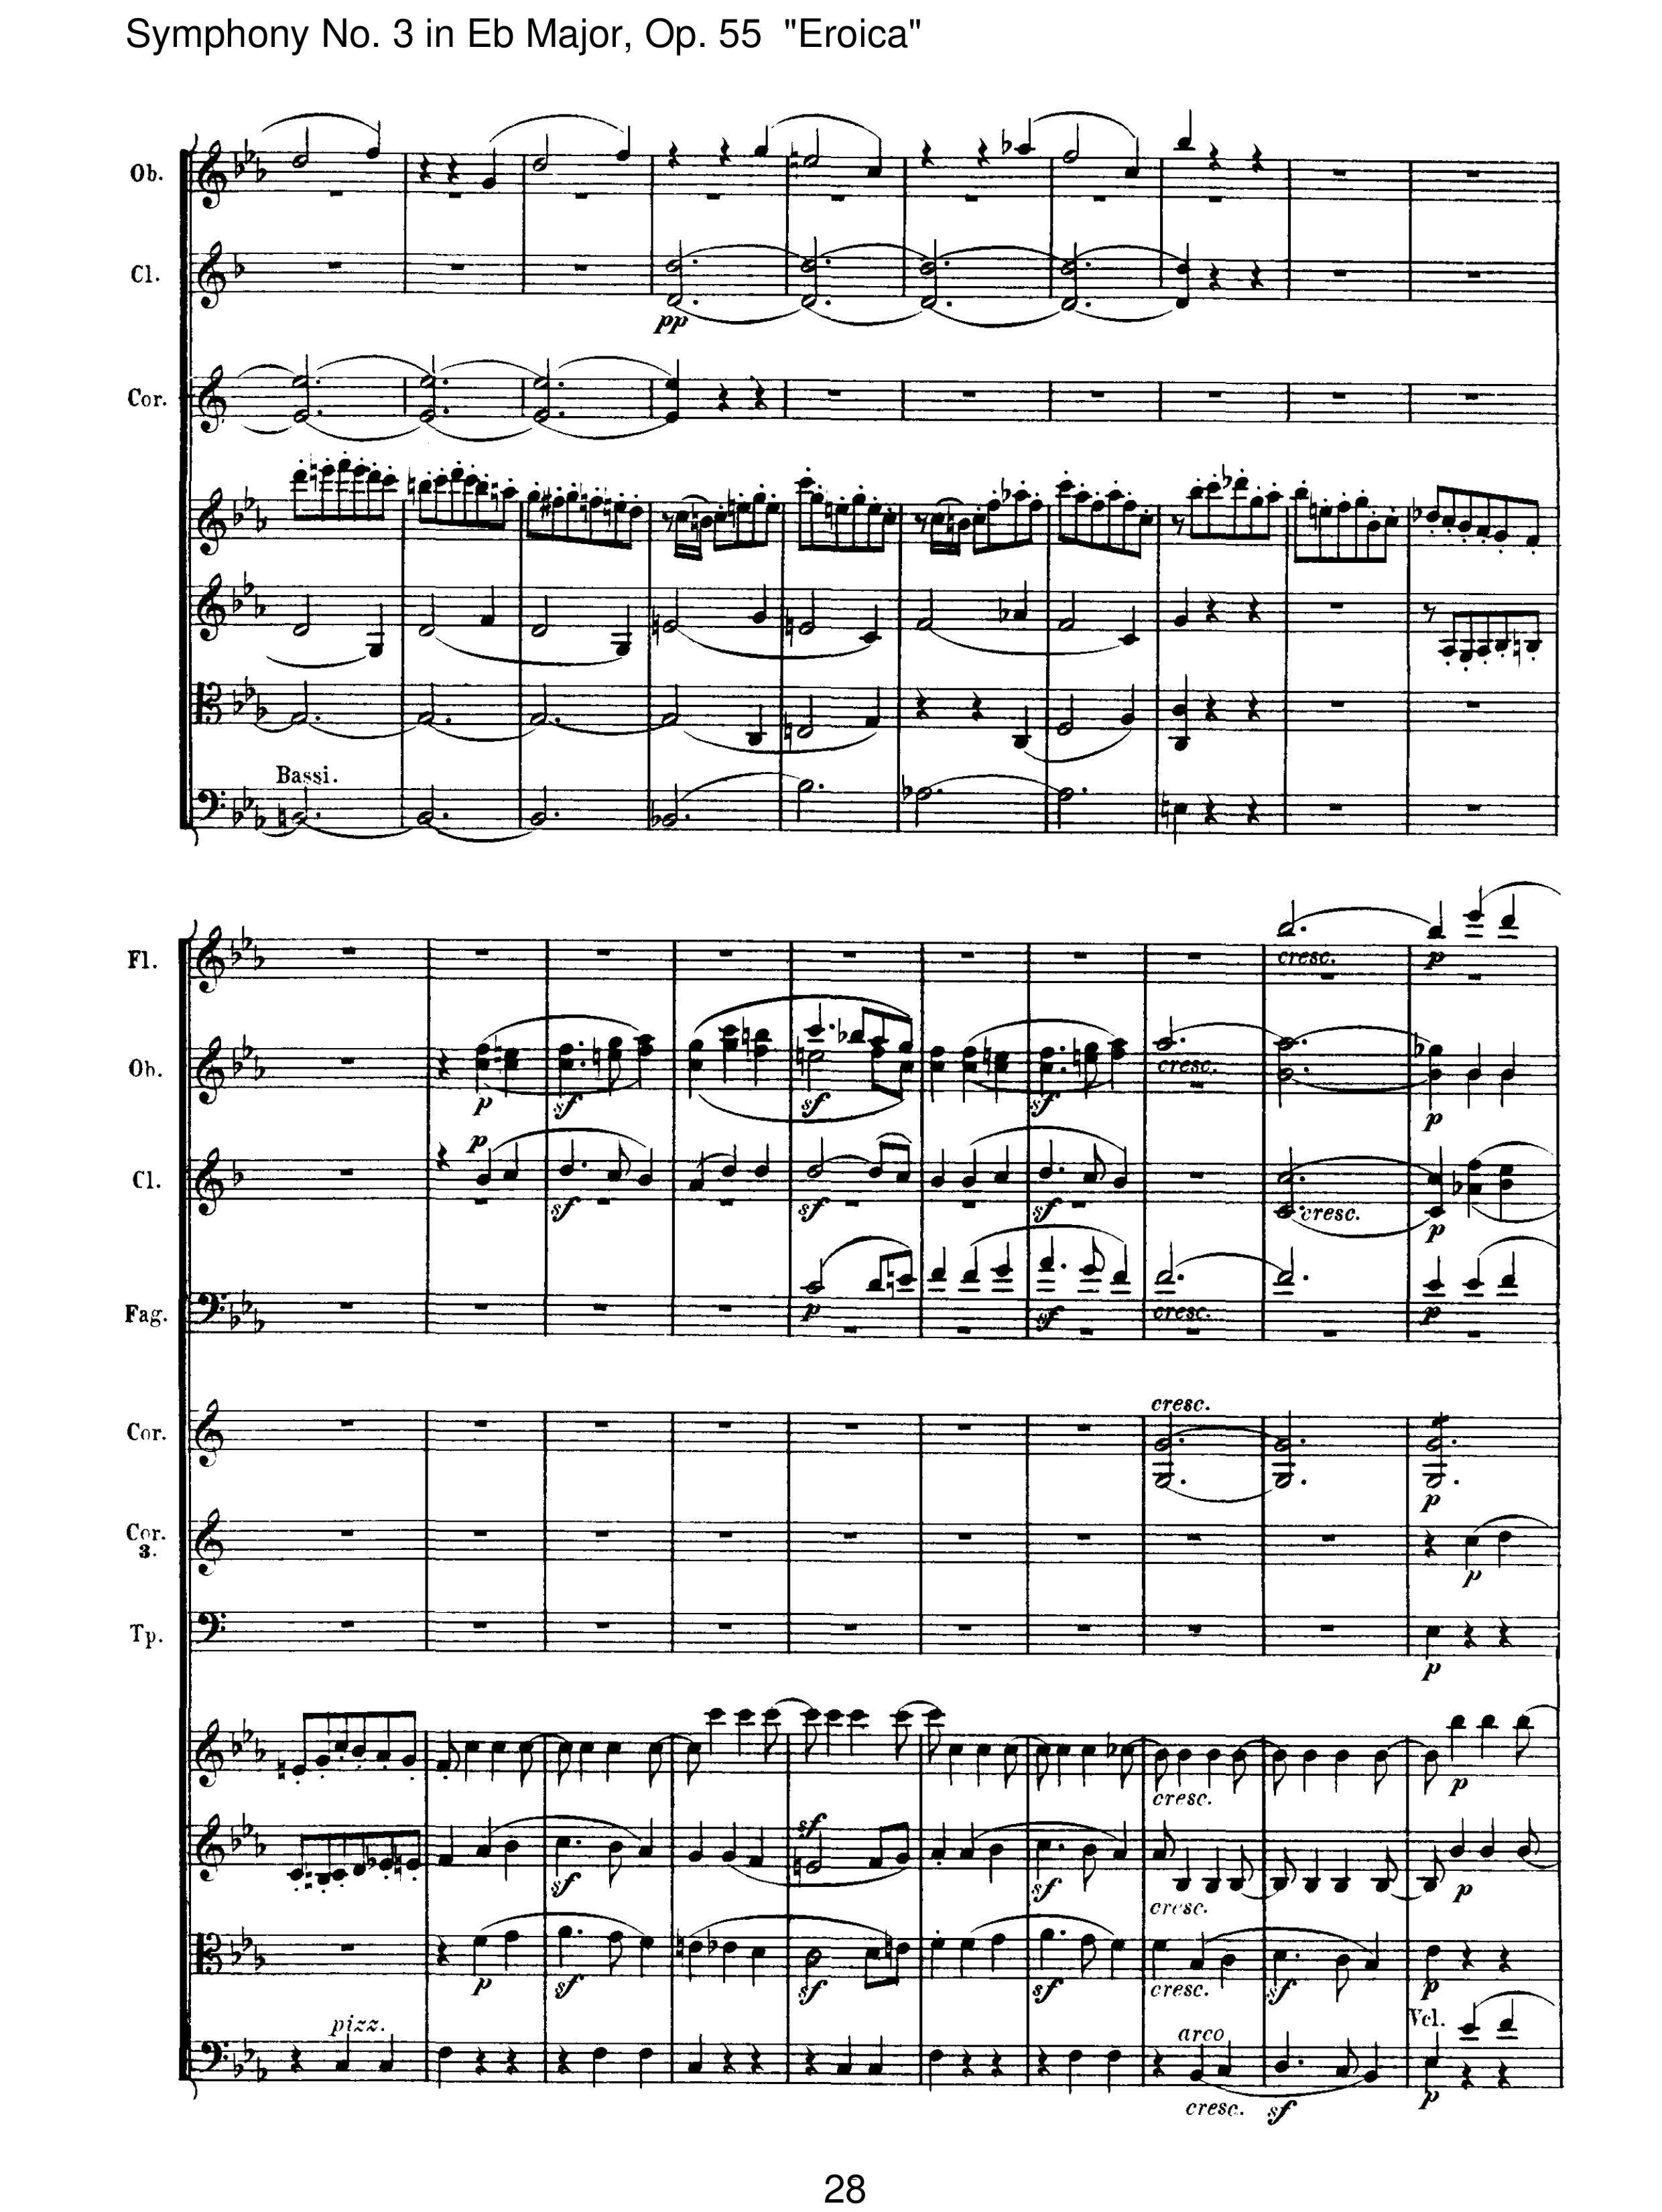 Symphony No. 3 in Eb Major, Op. 55 "Eroica"
Ob.
Cl.
pp
Cor.
Bassi.
Fl.
cresc. p
Ob.
p sf sf sf cresc. p
p
Cl.
sf sf sf cresc. p
Fag.
p sf cresc. p
cresc.
Cor.
p
Cor.
3.
p
Tp.
p
cresc. p
sf
sf sf cresc. p
p sf sf sf cresc. sf p
pizz. arco Vcl.
cresc. sf p
28